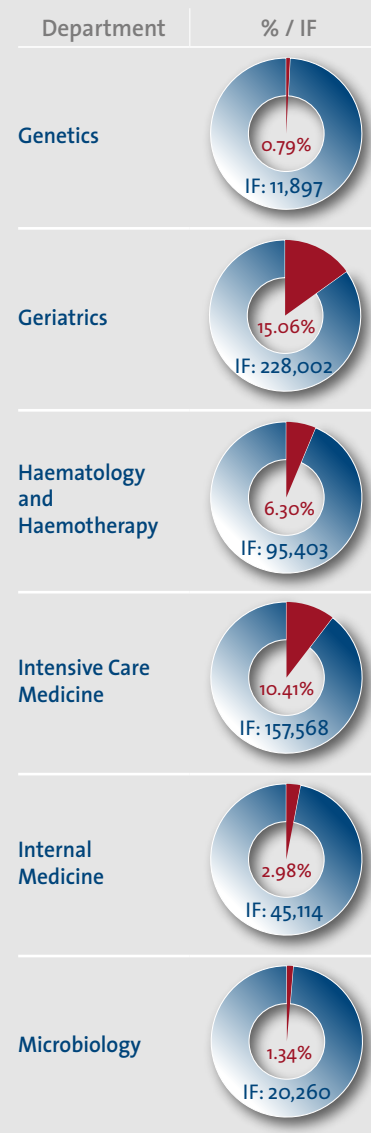 Department % / IF
Genetics
0.79%
IF: 11,897
Geriatrics
15.06%
IF: 228,002
Haematology
and
Haemotherapy
6.30%
IF: 95,403
Intensive Care
Medicine
10.41%
IF: 157,568
Internal
Medicine
2.98%
IF: 45,114
Microbiology
1.34%
IF: 20,260